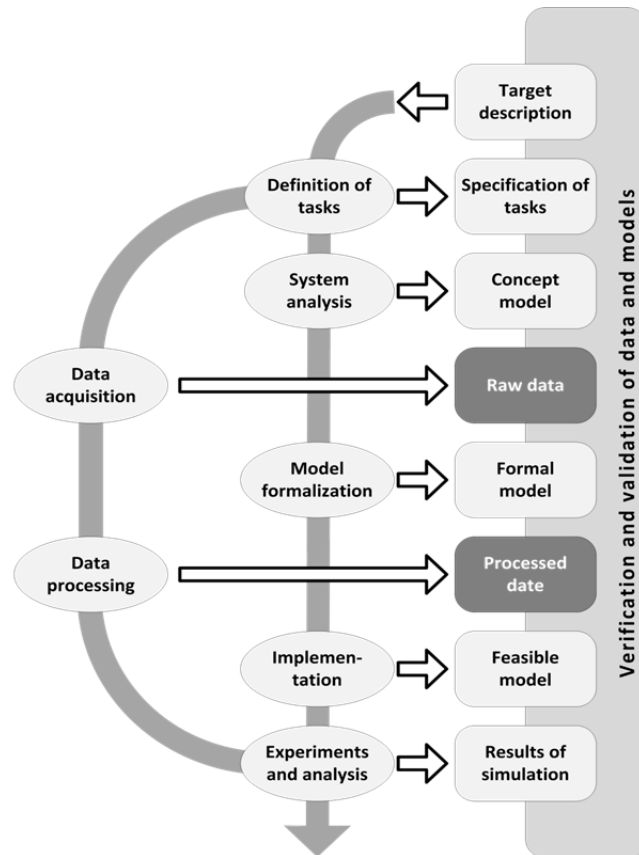 Target
description
Definition of
tasks
Specification of
tasks
System
analysis
Concept
model
Data
acquisition
Raw data
Model
formalization
Formal
model
Data
processing
Processed
date
Implemen-
tation
Feasible
model
Experiments
and analysis
Results of
simulation
Verification and validation of data and models